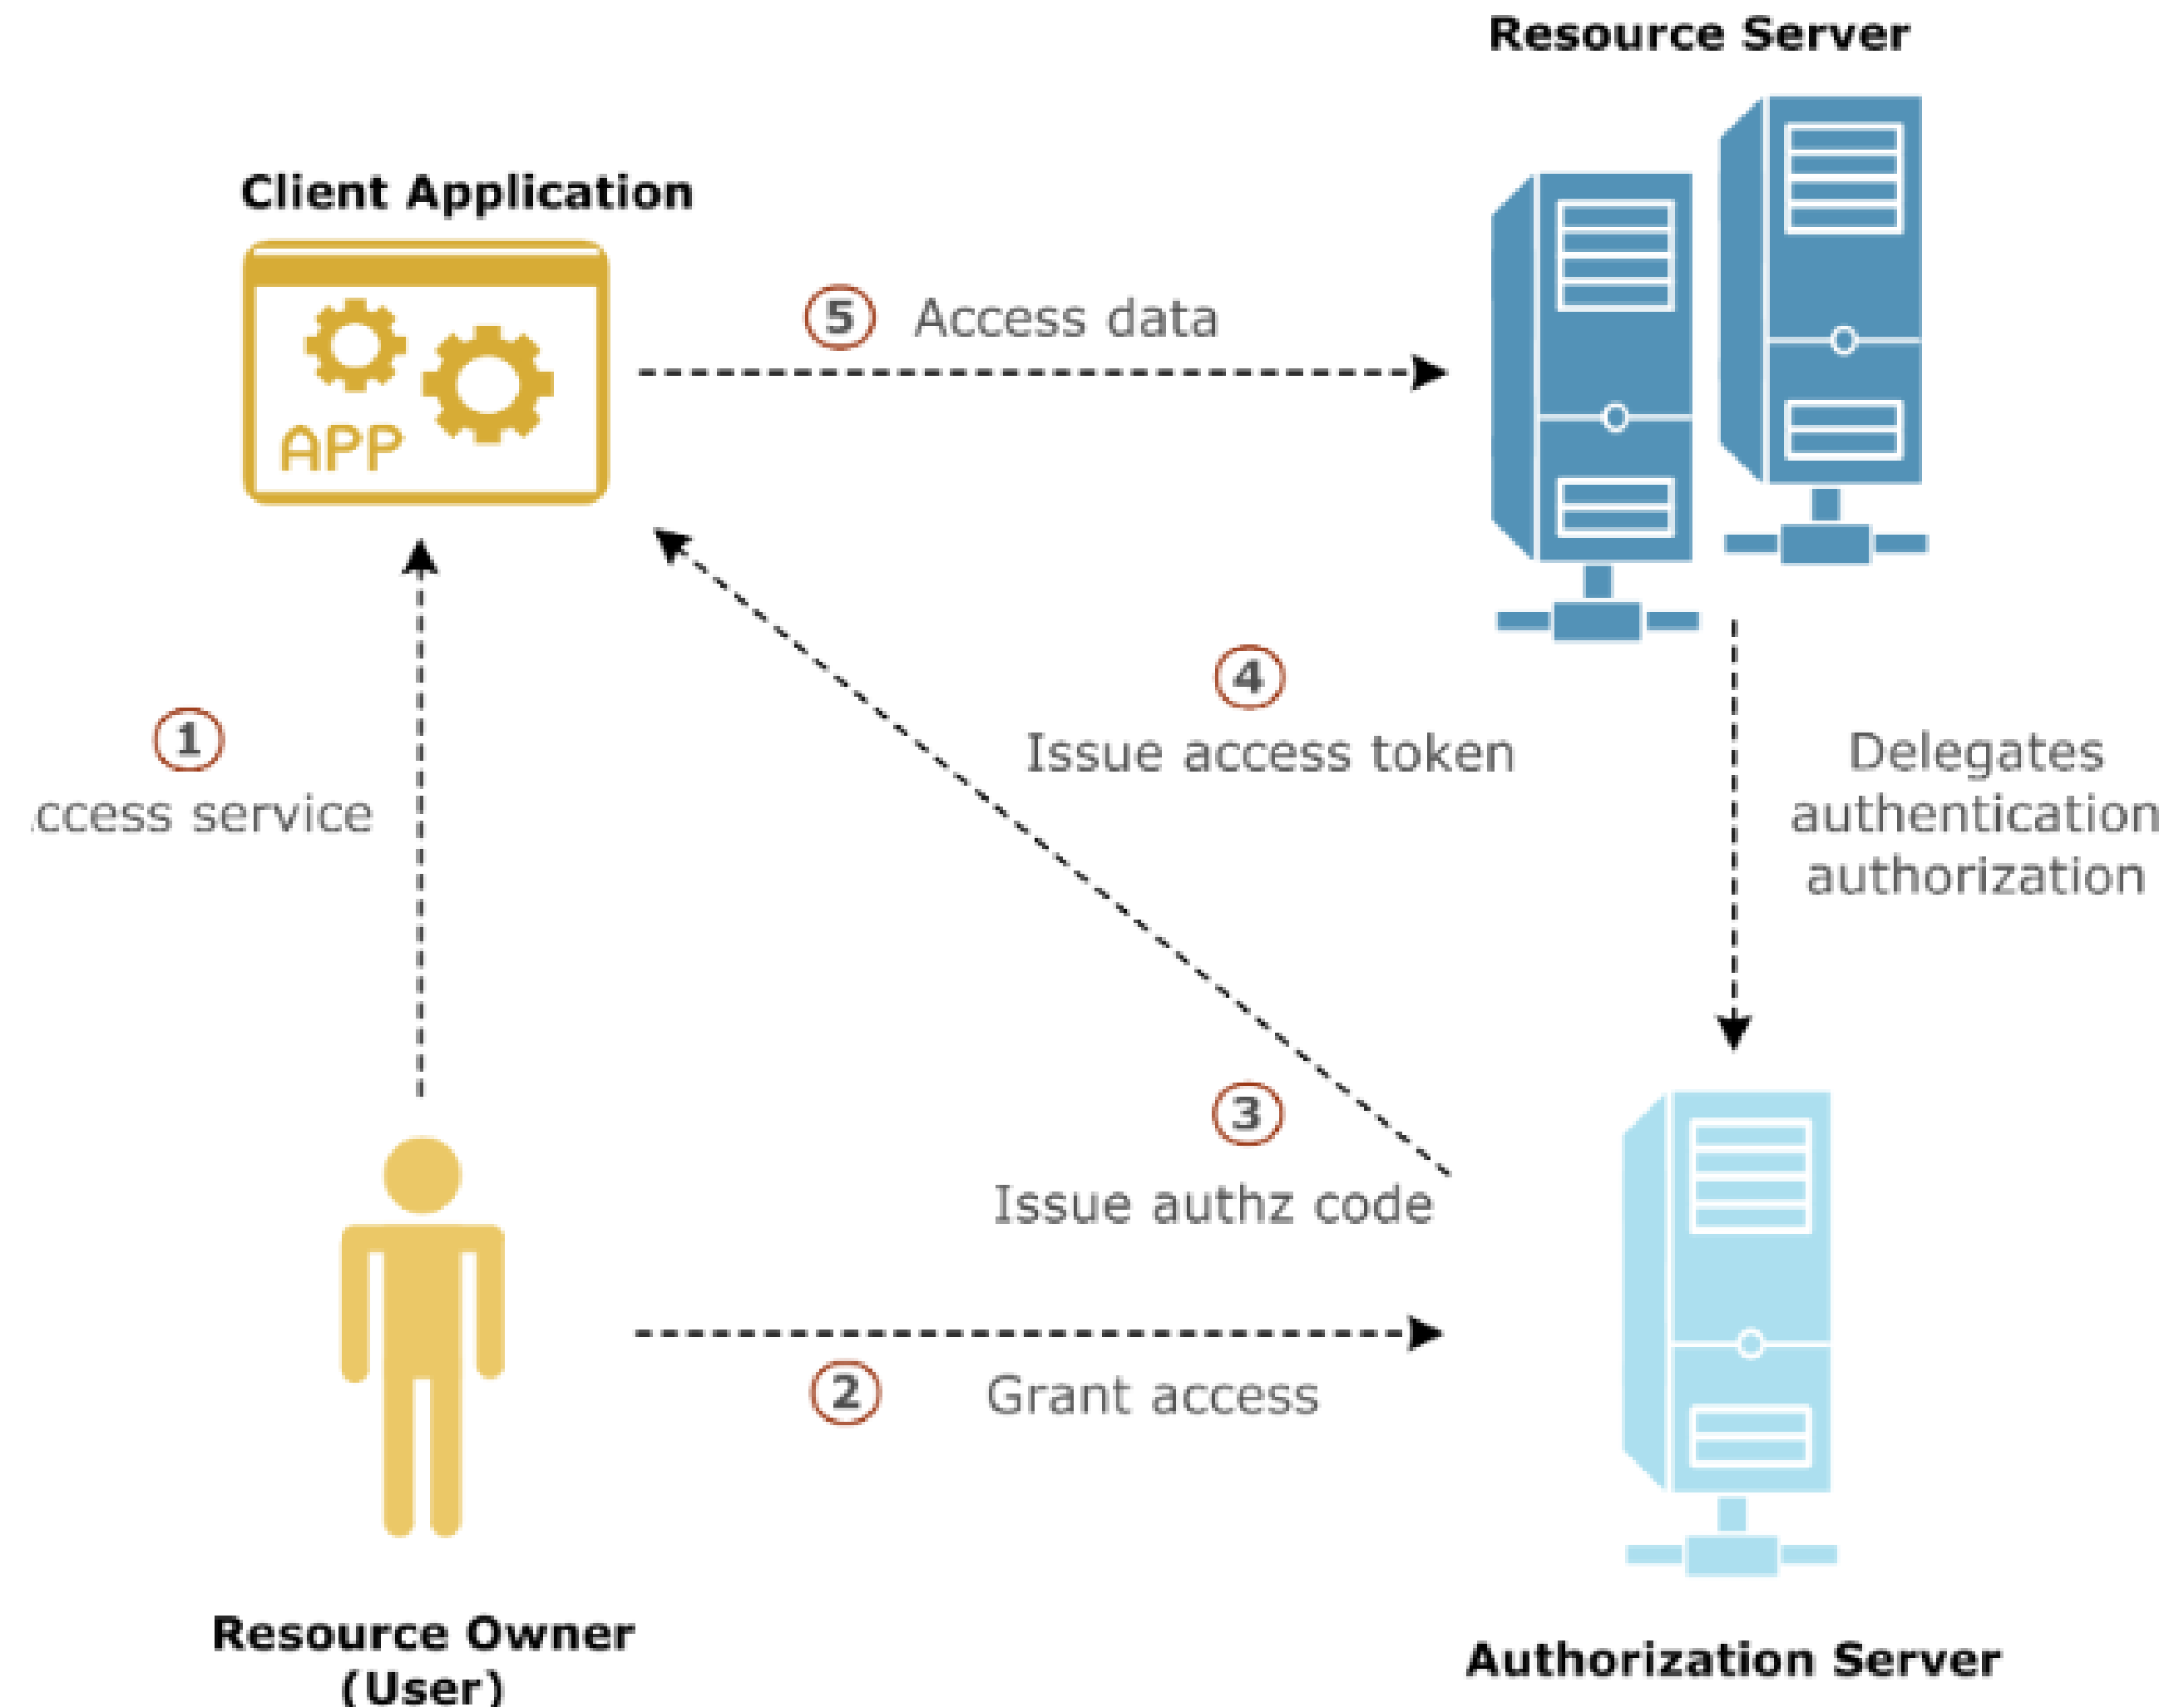 Resource Server
Client Application
APP
5 Access data
4
Issue access token
1
ccess service
Delegates
authentication
authorization
3
Issue authz code
2 Grant access
Resource Owner
(User)
Authorization Server